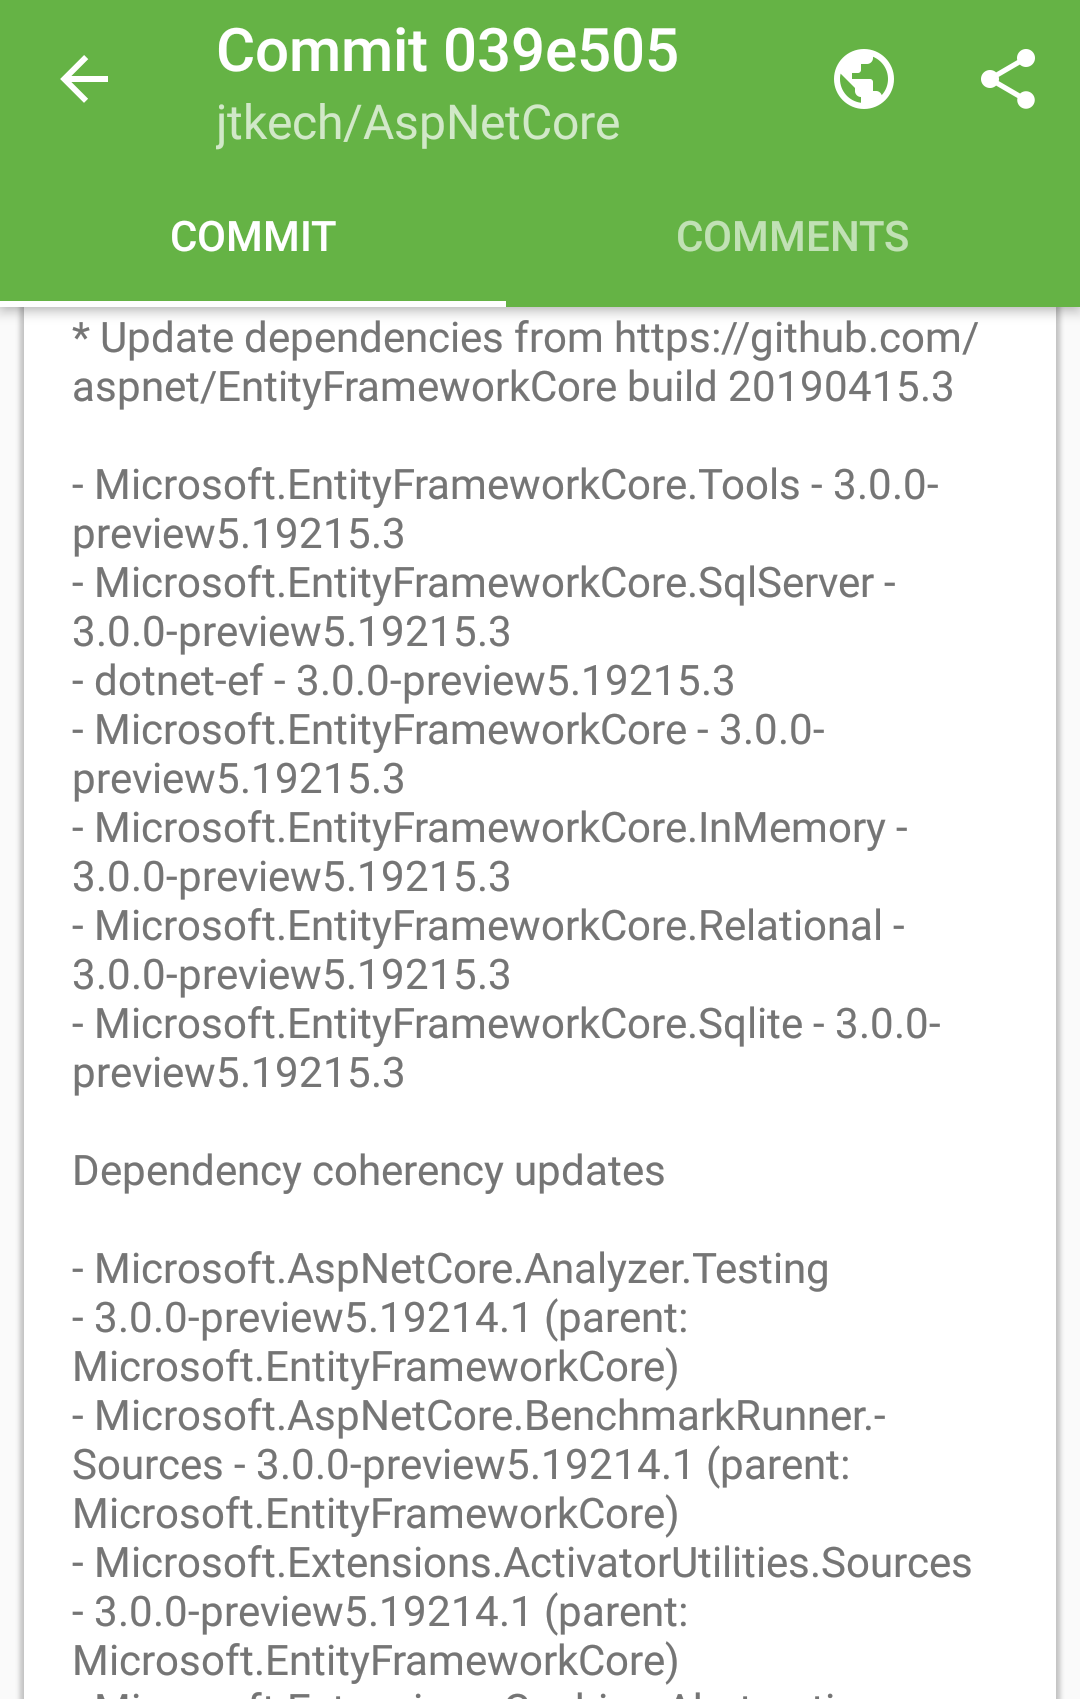 Commit 039e505
jtkech/AspNetCore
COMMIT
COMMENTS
* Update dependencies from https://github.com/
aspnet/EntityFrameworkCore build 20190415.3
- Microsoft.EntityFrameworkCore.Tools - 3.0.0-
preview5.19215.3
- Microsoft.EntityFrameworkCore.SqlServer -
3.0.0-preview5.19215.3
- dotnet-ef - 3.0.0-preview5.19215.3
- Microsoft.EntityFrameworkCore - 3.0.0-
preview5.19215.3
- Microsoft.EntityFrameworkCore.InMemory -
3.0.0-preview5.19215.3
- Microsoft.EntityFrameworkCore.Relational -
3.0.0-preview5.19215.3
- Microsoft.EntityFrameworkCore.Sqlite - 3.0.0-
preview5.19215.3
Dependency coherency updates
- Microsoft.AspNetCore.Analyzer.Testing
- 3.0.0-preview5.19214.1 (parent:
Microsoft.EntityFrameworkCore)
- Microsoft.AspNetCore.BenchmarkRunner.-
Sources - 3.0.0-preview5.19214.1 (parent:
Microsoft.EntityFrameworkCore)
- Microsoft.Extensions.ActivatorUtilities.Sources
- 3.0.0-preview5.19214.1 (parent:
Microsoft.EntityFrameworkCore)